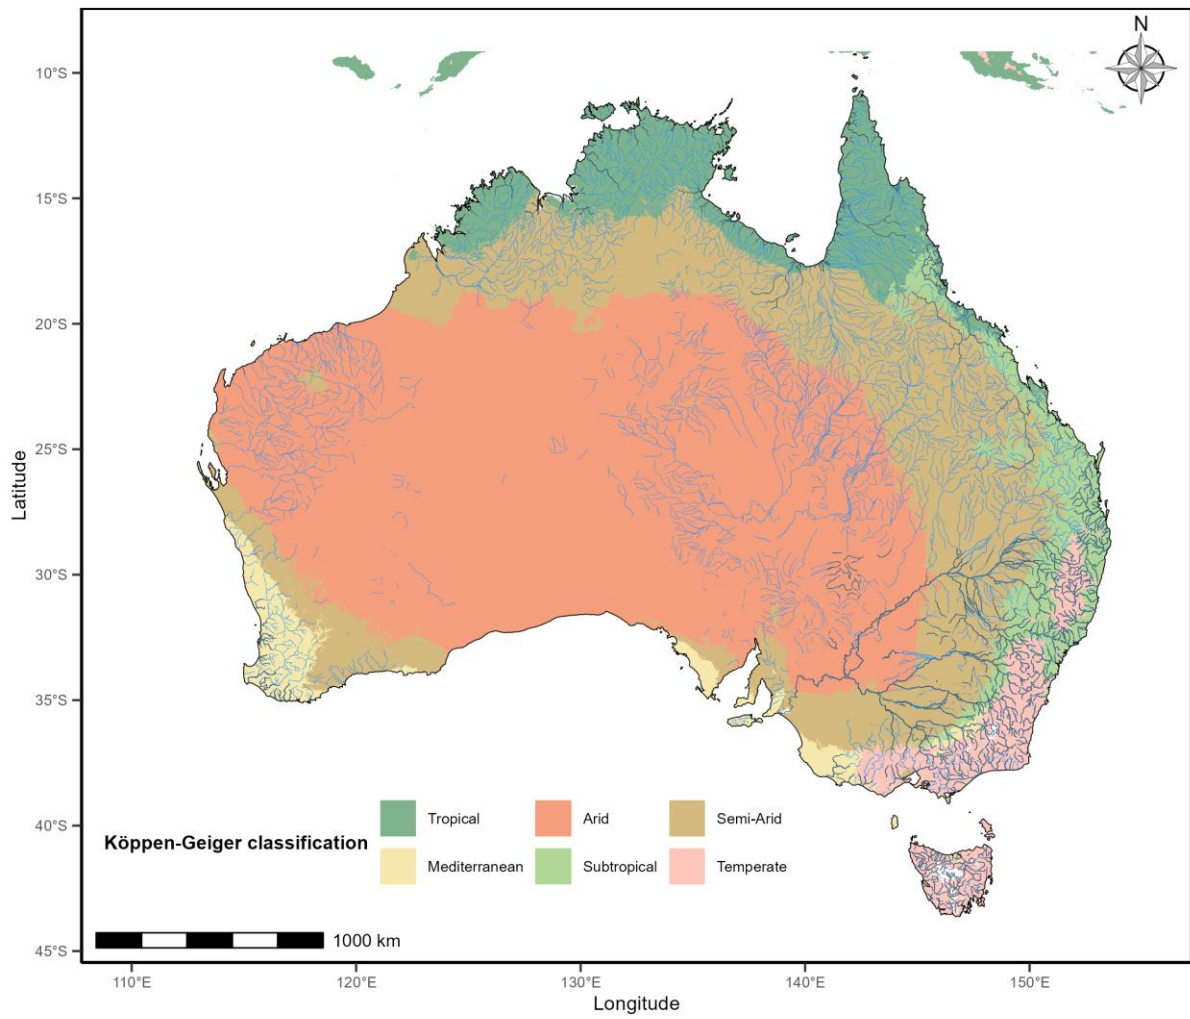 N
10°S
15°S
20°S
25°S
30°S
35°S
40°S
45°S
Latitude
Köppen-Geiger classification
Tropical
Arid
Semi-Arid
Mediterranean
Subtropical
Temperate
1000 km
110°E
120°E
130°E
140°E
150°E
Longitude